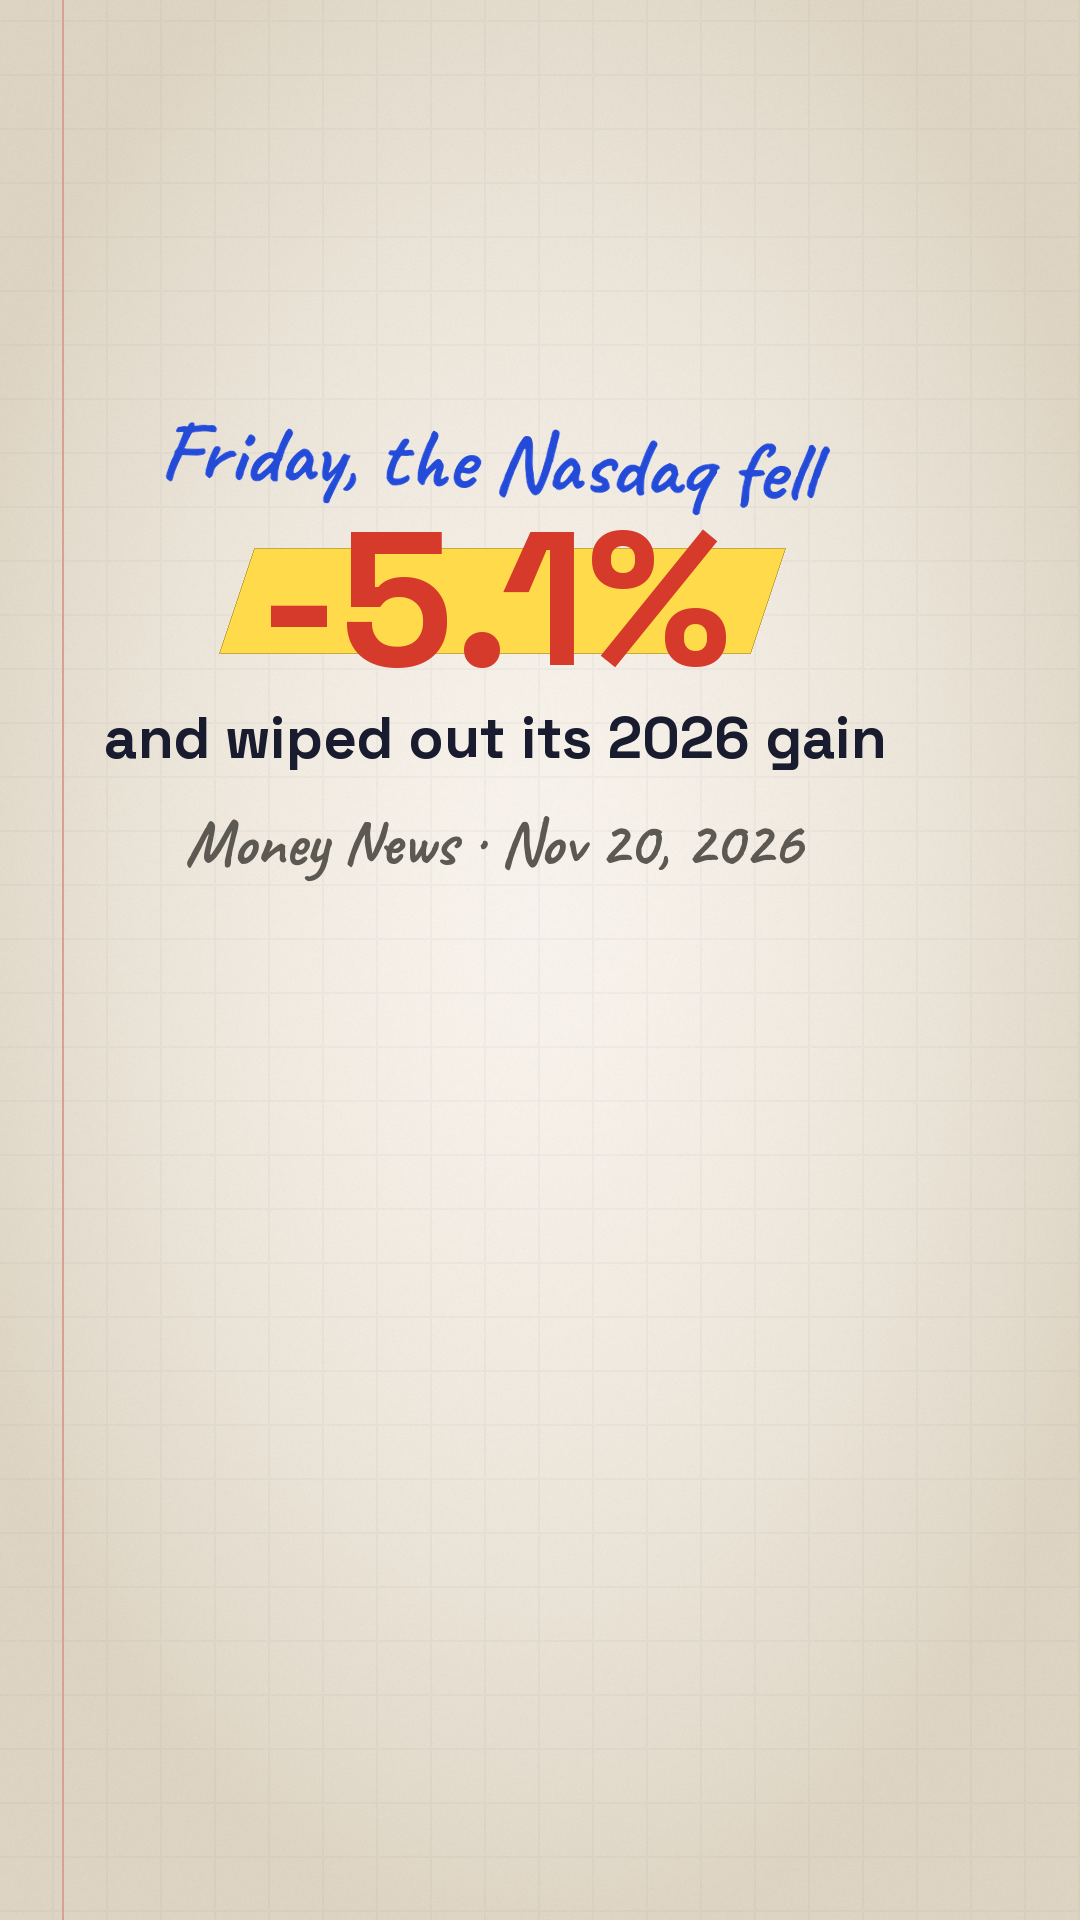 Friday, the Nasdaq fell
-5.1%
and wiped out its 2026 gain
Money News · Nov 20, 2026